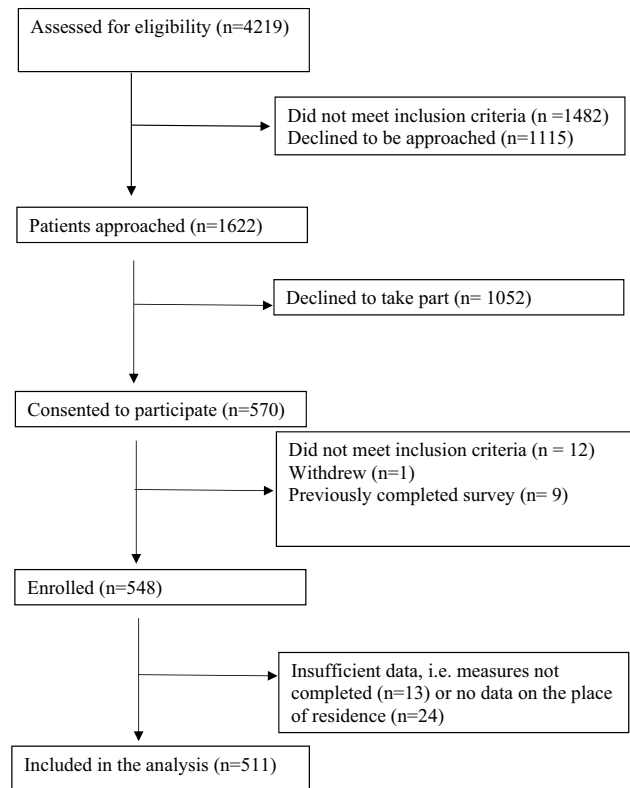 Assessed for eligibility (n=4219)
Did not meet inclusion criteria (n =1482)
Declined to be approached (n=1115)
Patients approached (n=1622)
Declined to take part (n= 1052)
Consented to participate (n=570)
Did not meet inclusion criteria (n = 12)
Withdrew (n=1)
Previously completed survey (n= 9)
Enrolled (n=548)
Insufficient data, i.e. measures not
completed (n=13) or no data on the place
of residence (n=24)
Included in the analysis (n=511)